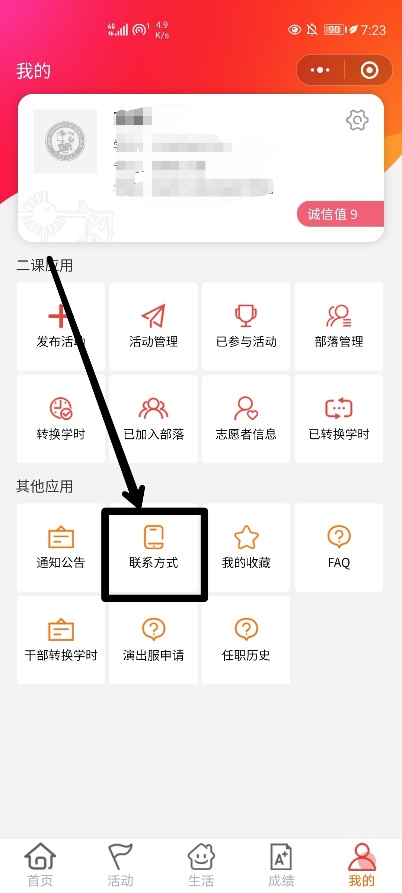 4G 4.9 K/s 90 7:23
我的
诚信值 9
二课应用
发布活动 活动管理 已参与活动 部落管理
转换学时 已加入部落 志愿者信息 已转换学时
其他应用
通知公告 联系方式 我的收藏 FAQ
干部转换学时 演出服申请 任职历史
首页 活动 生活 成绩 我的